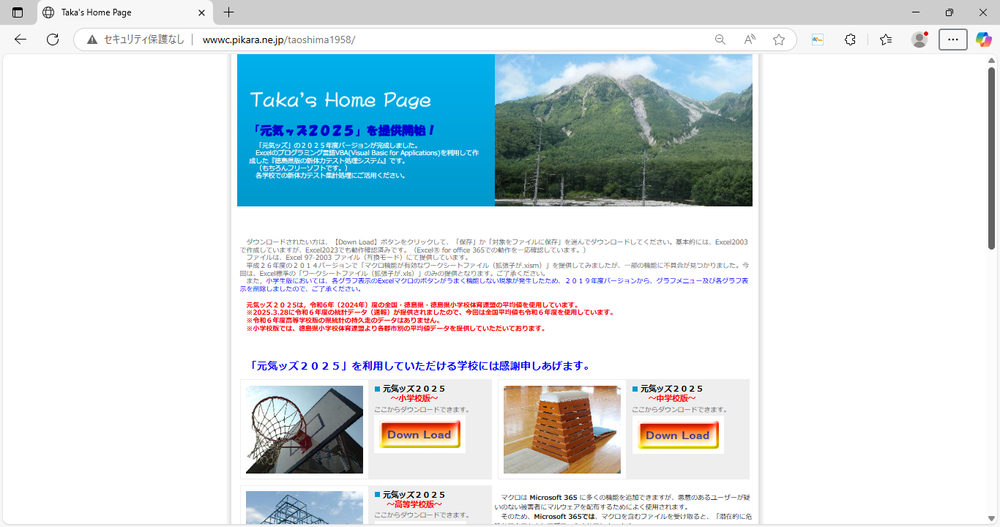 Taka's Home Page
セキュリティ保護なし
wwwc.pikara.ne.jp/taoshima1958/
Taka's Home Page
「元気ッズ２０２５」を提供開始！
「元気ッズ」の２０２５年度バージョンが完成しました。
Excelのプログラミング言語VBA(Visual Basic for Applications)を利用して作
成した『徳島県版の新体力テスト処理システム』です。
（もちろんフリーソフトです。）
各学校での新体力テスト集計処理にご活用ください。
ダウンロードされたい方は、【Down Load】ボタンをクリックして、「保存」か「対象をファイルに保存」を選んでダウンロードしてください。基本的には、Excel2003
で作成していますが、Excel2023でも動作確認済みです。（Excel® for office 365での動作を一応確認しています。）
ファイルは、Excel 97-2003 ファイル（互換モード）にて提供しています。
平成２６年度の２０１４バージョンで「マクロ機能が有効なワークシートファイル（拡張子が.xism）」を提供してみましたが、一部の機能に不具合が見つかりました。今
回は、Excel標準の「ワークシートファイル（拡張子が.xls）」のみの提供となります。ご了承ください。
また，小学生版においては、各グラフ表示のExcelマクロのボタンがうまく機能しない現象が発生したため、２０１９年度バージョンから、グラフメニュー及び各グラフ表
示を削除しましたので、ご了承ください。
元気ッズ２０２５は，令和6年（2024年）度の全国・徳島県・徳島県小学校体育連盟の平均値を使用しています。
※2025.3.28に令和６年度の統計データ（速報）が提供されましたので、今回は全国平均値も令和６年度を使用しています。
※令和６年度高等学校版の県統計の持久走のデータはありません。
※小学校版では、徳島県小学校体育連盟より各郡市別の平均値データを提供していただいております。
「元気ッズ２０２５」を利用していただける学校には感謝申しあげます。
元気ッズ２０２５
～小学校版～
ここからダウンロードできます。
Down Load
元気ッズ２０２５
～中学校版～
ここからダウンロードできます。
Down Load
元気ッズ２０２５
～高等学校版～
ここからダウンロードできます。
マクロは Microsoft 365 に多くの機能を追加できますが、悪意のあるユーザーが疑
いのない被害者にマルウェアを配布するためによく使用されます。
そのため、Microsoft 365では、マクロを含むファイルを受け取ると、「潜在的に危